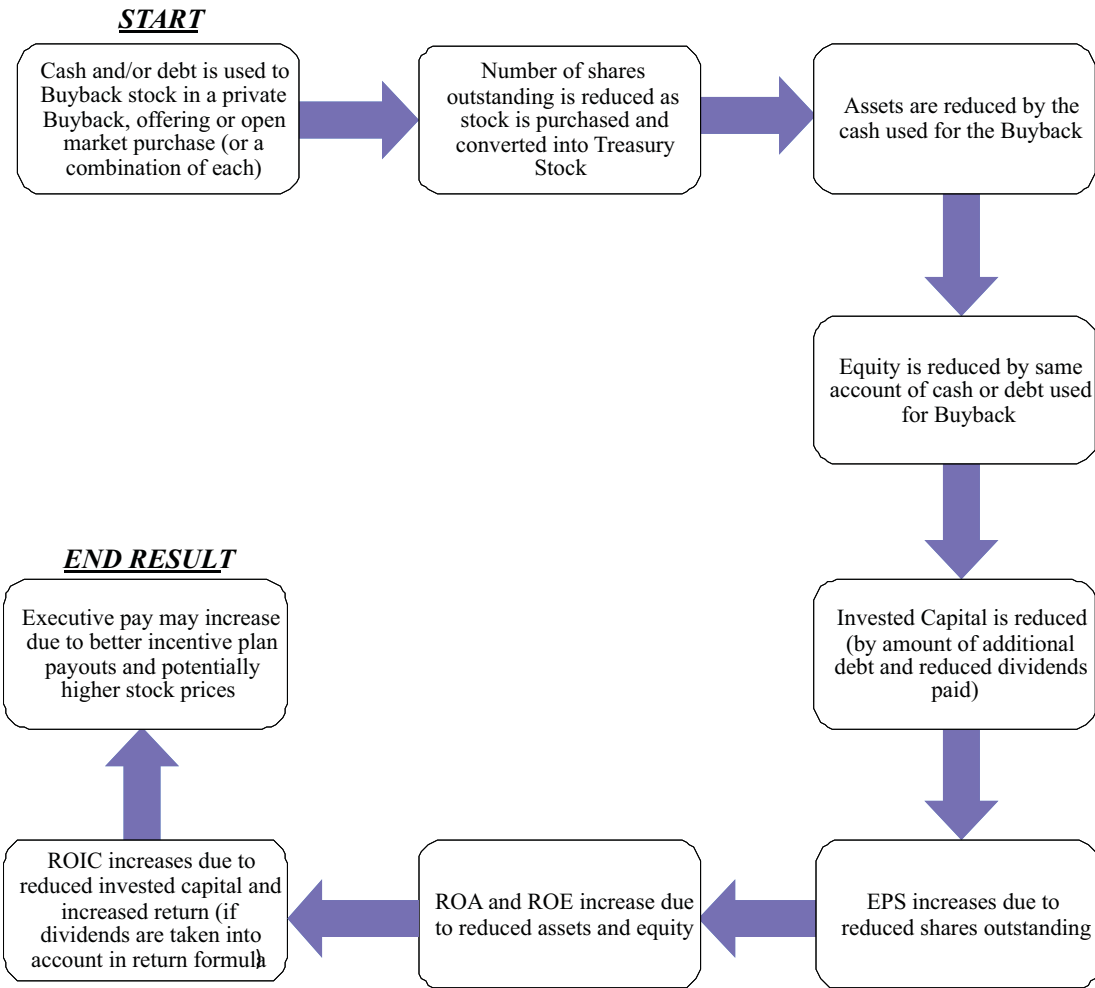 START
Cash and/or debt is used to
Buyback stock in a private
Buyback, offering or open
market purchase (or a
combination of each)
Number of shares
outstanding is reduced as
stock is purchased and
converted into Treasury
Stock
Assets are reduced by the
cash used for the Buyback
Equity is reduced by same
account of cash or debt used
for Buyback
Invested Capital is reduced
(by amount of additional
debt and reduced dividends
paid)
EPS increases due to
reduced shares outstanding
ROA and ROE increase due
to reduced assets and equity
ROIC increases due to
reduced invested capital and
increased return (if
dividends are taken into
account in return formula)
END RESULT
Executive pay may increase
due to better incentive plan
payouts and potentially
higher stock prices